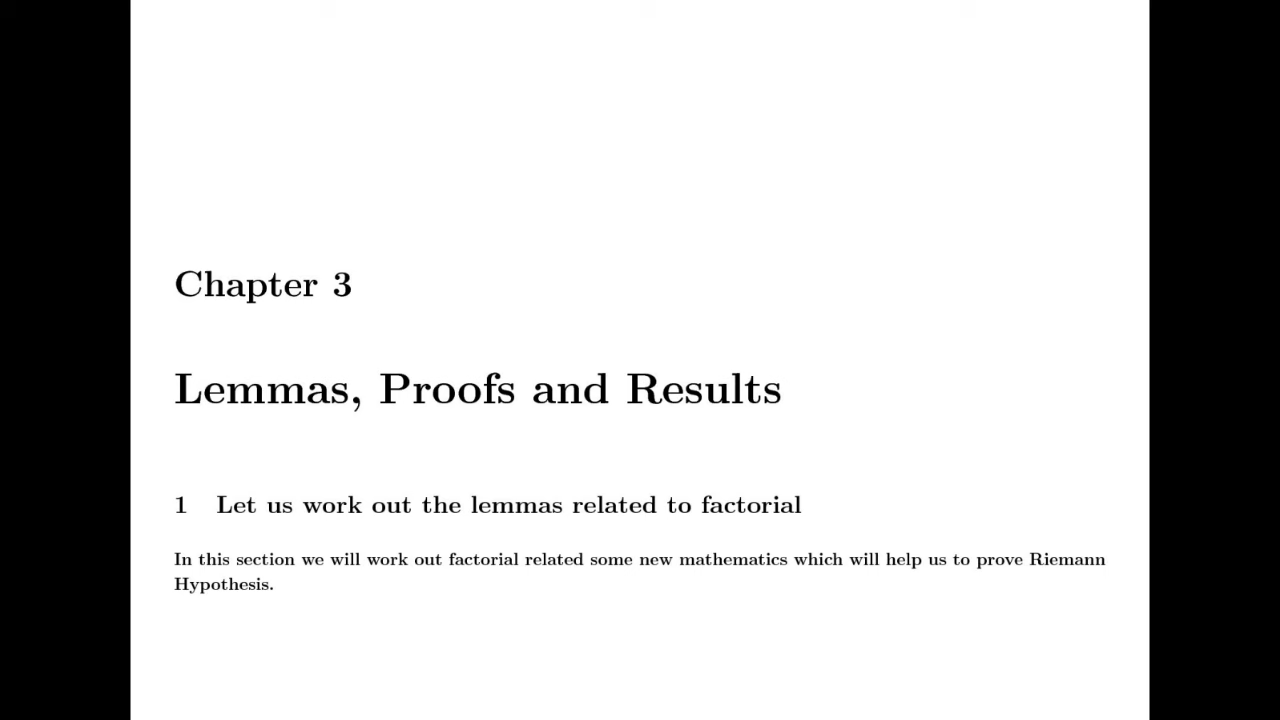 Chapter 3
Lemmas, Proofs and Results
1 Let us work out the lemmas related to factorial
In this section we will work out factorial related some new mathematics which will help us to prove Riemann
Hypothesis.